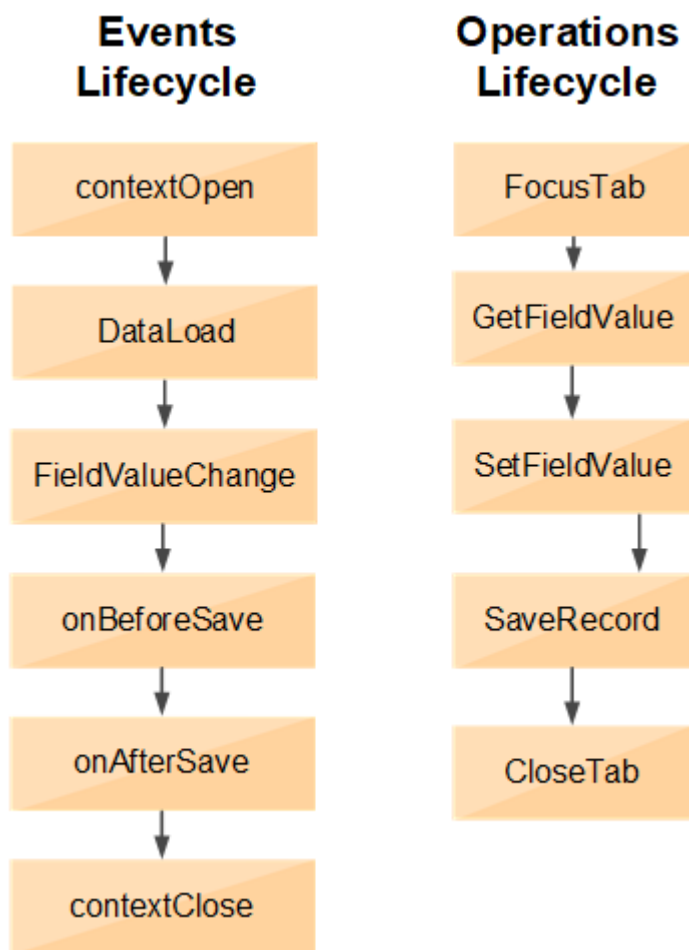 Events
Lifecycle
contextOpen
DataLoad
FieldValueChange
onBeforeSave
onAfterSave
contextClose
Operations
Lifecycle
FocusTab
GetFieldValue
SetFieldValue
SaveRecord
CloseTab